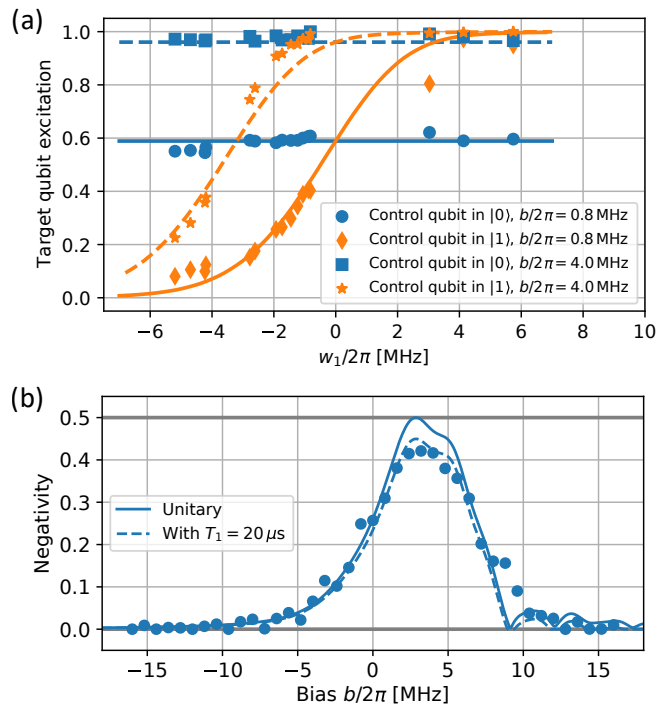 (a)
Target qubit excitation
1.0
0.8
0.6
0.4
0.2
0.0
Control qubit in |0⟩, b/2π = 0.8 MHz
Control qubit in |1⟩, b/2π = 0.8 MHz
Control qubit in |0⟩, b/2π = 4.0 MHz
Control qubit in |1⟩, b/2π = 4.0 MHz
−6 −4 −2 0 2 4 6 8 10
w₁/2π [MHz]
(b)
Negativity
0.5
0.4
0.3
0.2
0.1
0.0
Unitary
With T₁ = 20 μs
−15 −10 −5 0 5 10 15
Bias b/2π [MHz]